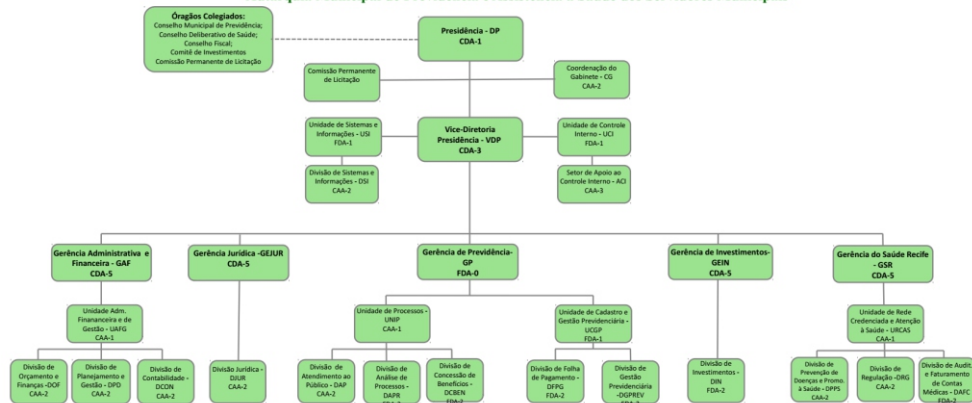 Óragãos Colegiados:
Conselho Municipal de Previdência;
Conselho Deliberativo de Saúde;
Conselho Fiscal;
Comitê de Investimentos
Comissão Permanente de Licitação
Presidência - DP
CDA-1
Comissão Permanente
de Licitação
Coordenação do
Gabinete - CG
CAA-2
Unidade de Sistemas e
Informações - USI
FDA-1
Vice-Diretoria
Presidência - VDP
CDA-3
Unidade de Controle
Interno - UCI
FDA-1
Divisão de Sistemas e
Informações - DSI
CAA-2
Setor de Apoio ao
Controle Interno - ACI
CAA-3
Gerência Administrativa e
Financeira - GAF
CDA-5
Gerência Jurídica -GEJUR
CDA-5
Gerência de Previdência-
GP
FDA-0
Gerência de Investimentos-
GEIN
CDA-5
Gerência do Saúde Recife
- GSR
CDA-5
Unidade Adm.
Finananceira e de
Gestão - UAFG
CAA-1
Unidade de Processos -
UNIP
CAA-1
Unidade de Cadastro e
Gestão Previdenciária -
UCGP
FDA-1
Unidade de Rede
Credenciada e Atenção
à Saúde - URCAS
CAA-1
Divisão de
Orçamento e
Finanças -DOF
CAA-2
Divisão de
Planejamento e
Gestão - DPD
CAA-2
Divisão de
Contabilidade -
DCON
CAA-2
Divisão Jurídica -
DJUR
CAA-2
Divisão de
Atendimento ao
Público - DAP
CAA-2
Divisão de
Análise de
Processos -
DAPR
Divisão de
Concessão de
Benefícios -
DCBEN
FDA-2
Divisão de Folha
de Pagamento -
DFPG
FDA-2
Divisão de
Gestão
Previdenciária
-DGPREV
Divisão de
Investimentos -
DIN
FDA-2
Divisão de
Prevenção de
Doenças e Promo.
à Saúde - DPPS
CAA-2
Divisão de
Regulação -DRG
CAA-2
Divisão de Audit.
e Faturamento
de Contas
Médicas - DAFC
FDA-2